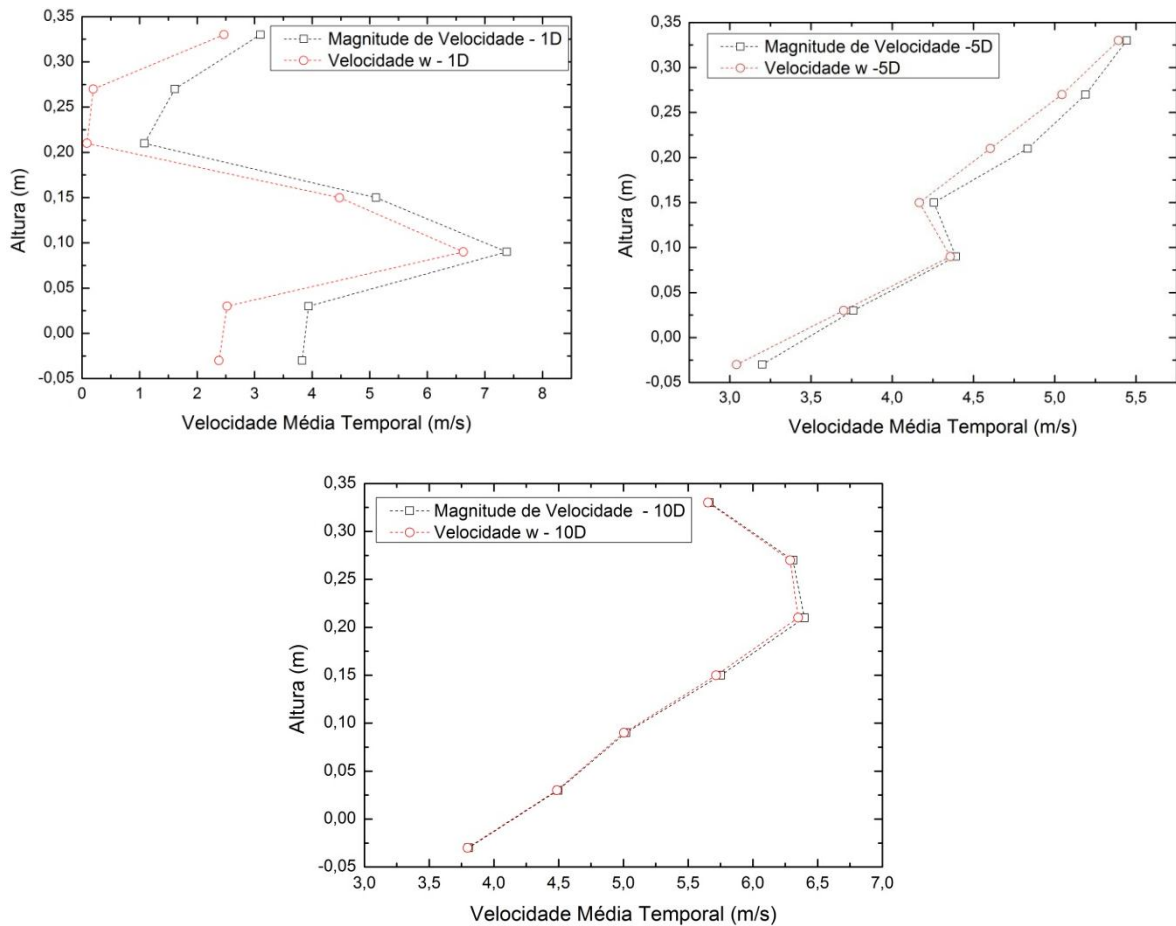 0,35
0,30
0,25
0,20
0,15
0,10
0,05
0,00
-0,05
Altura (m)
Magnitude de Velocidade - 1D
Velocidade w - 1D
0 1 2 3 4 5 6 7 8
Velocidade Média Temporal (m/s)
0,35
0,30
0,25
0,20
0,15
0,10
0,05
0,00
-0,05
Altura (m)
Magnitude de Velocidade -5D
Velocidade w -5D
3,0 3,5 4,0 4,5 5,0 5,5
Velocidade Média Temporal (m/s)
0,35
0,30
0,25
0,20
0,15
0,10
0,05
0,00
-0,05
Altura (m)
Magnitude de Velocidade - 10D
Velocidade w - 10D
3,0 3,5 4,0 4,5 5,0 5,5 6,0 6,5 7,0
Velocidade Média Temporal (m/s)